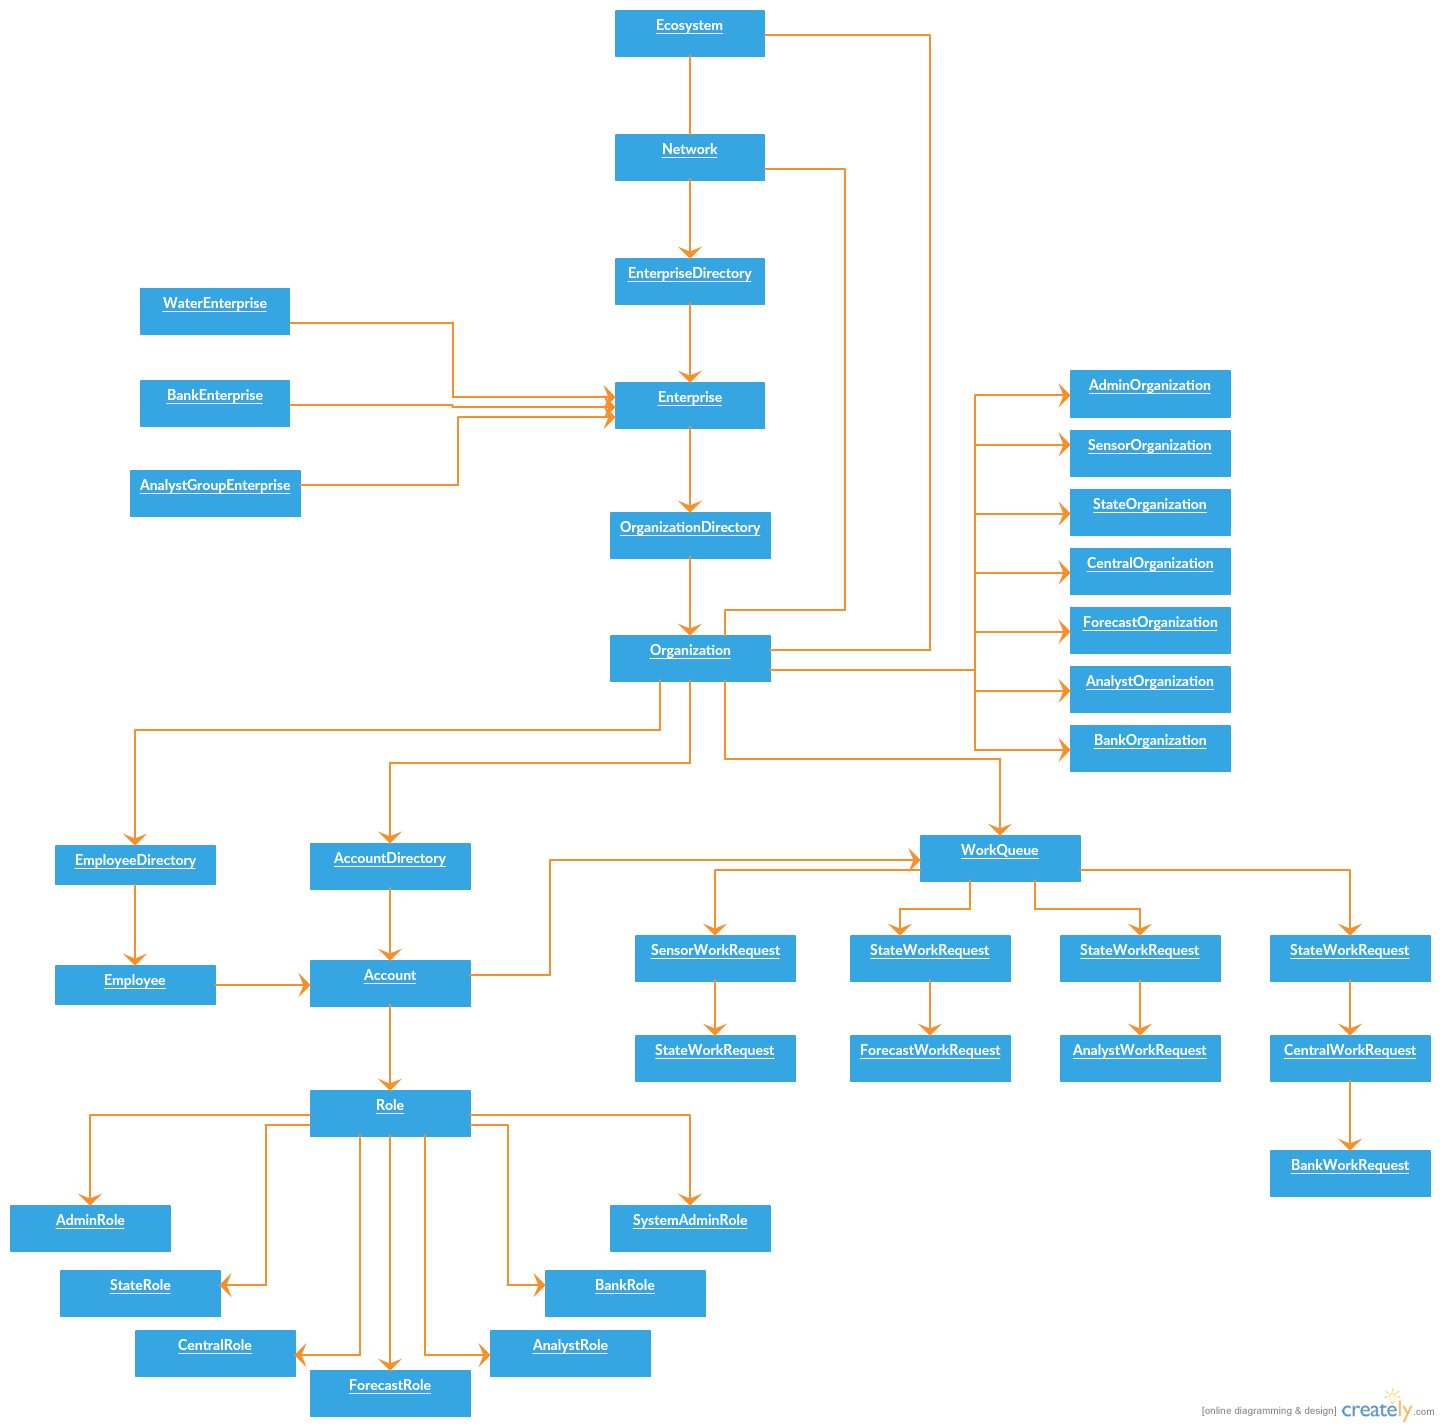 Ecosystem
Network
EnterpriseDirectory
WaterEnterprise
BankEnterprise
Enterprise
AnalystGroupEnterprise
OrganizationDirectory
AdminOrganization
SensorOrganization
StateOrganization
CentralOrganization
ForecastOrganization
Organization
AnalystOrganization
BankOrganization
EmployeeDirectory
AccountDirectory
WorkQueue
Employee
Account
SensorWorkRequest
StateWorkRequest
StateWorkRequest
StateWorkRequest
StateWorkRequest
ForecastWorkRequest
AnalystWorkRequest
CentralWorkRequest
BankWorkRequest
Role
AdminRole
SystemAdminRole
StateRole
BankRole
CentralRole
AnalystRole
ForecastRole
[online diagramming & design] creately.com